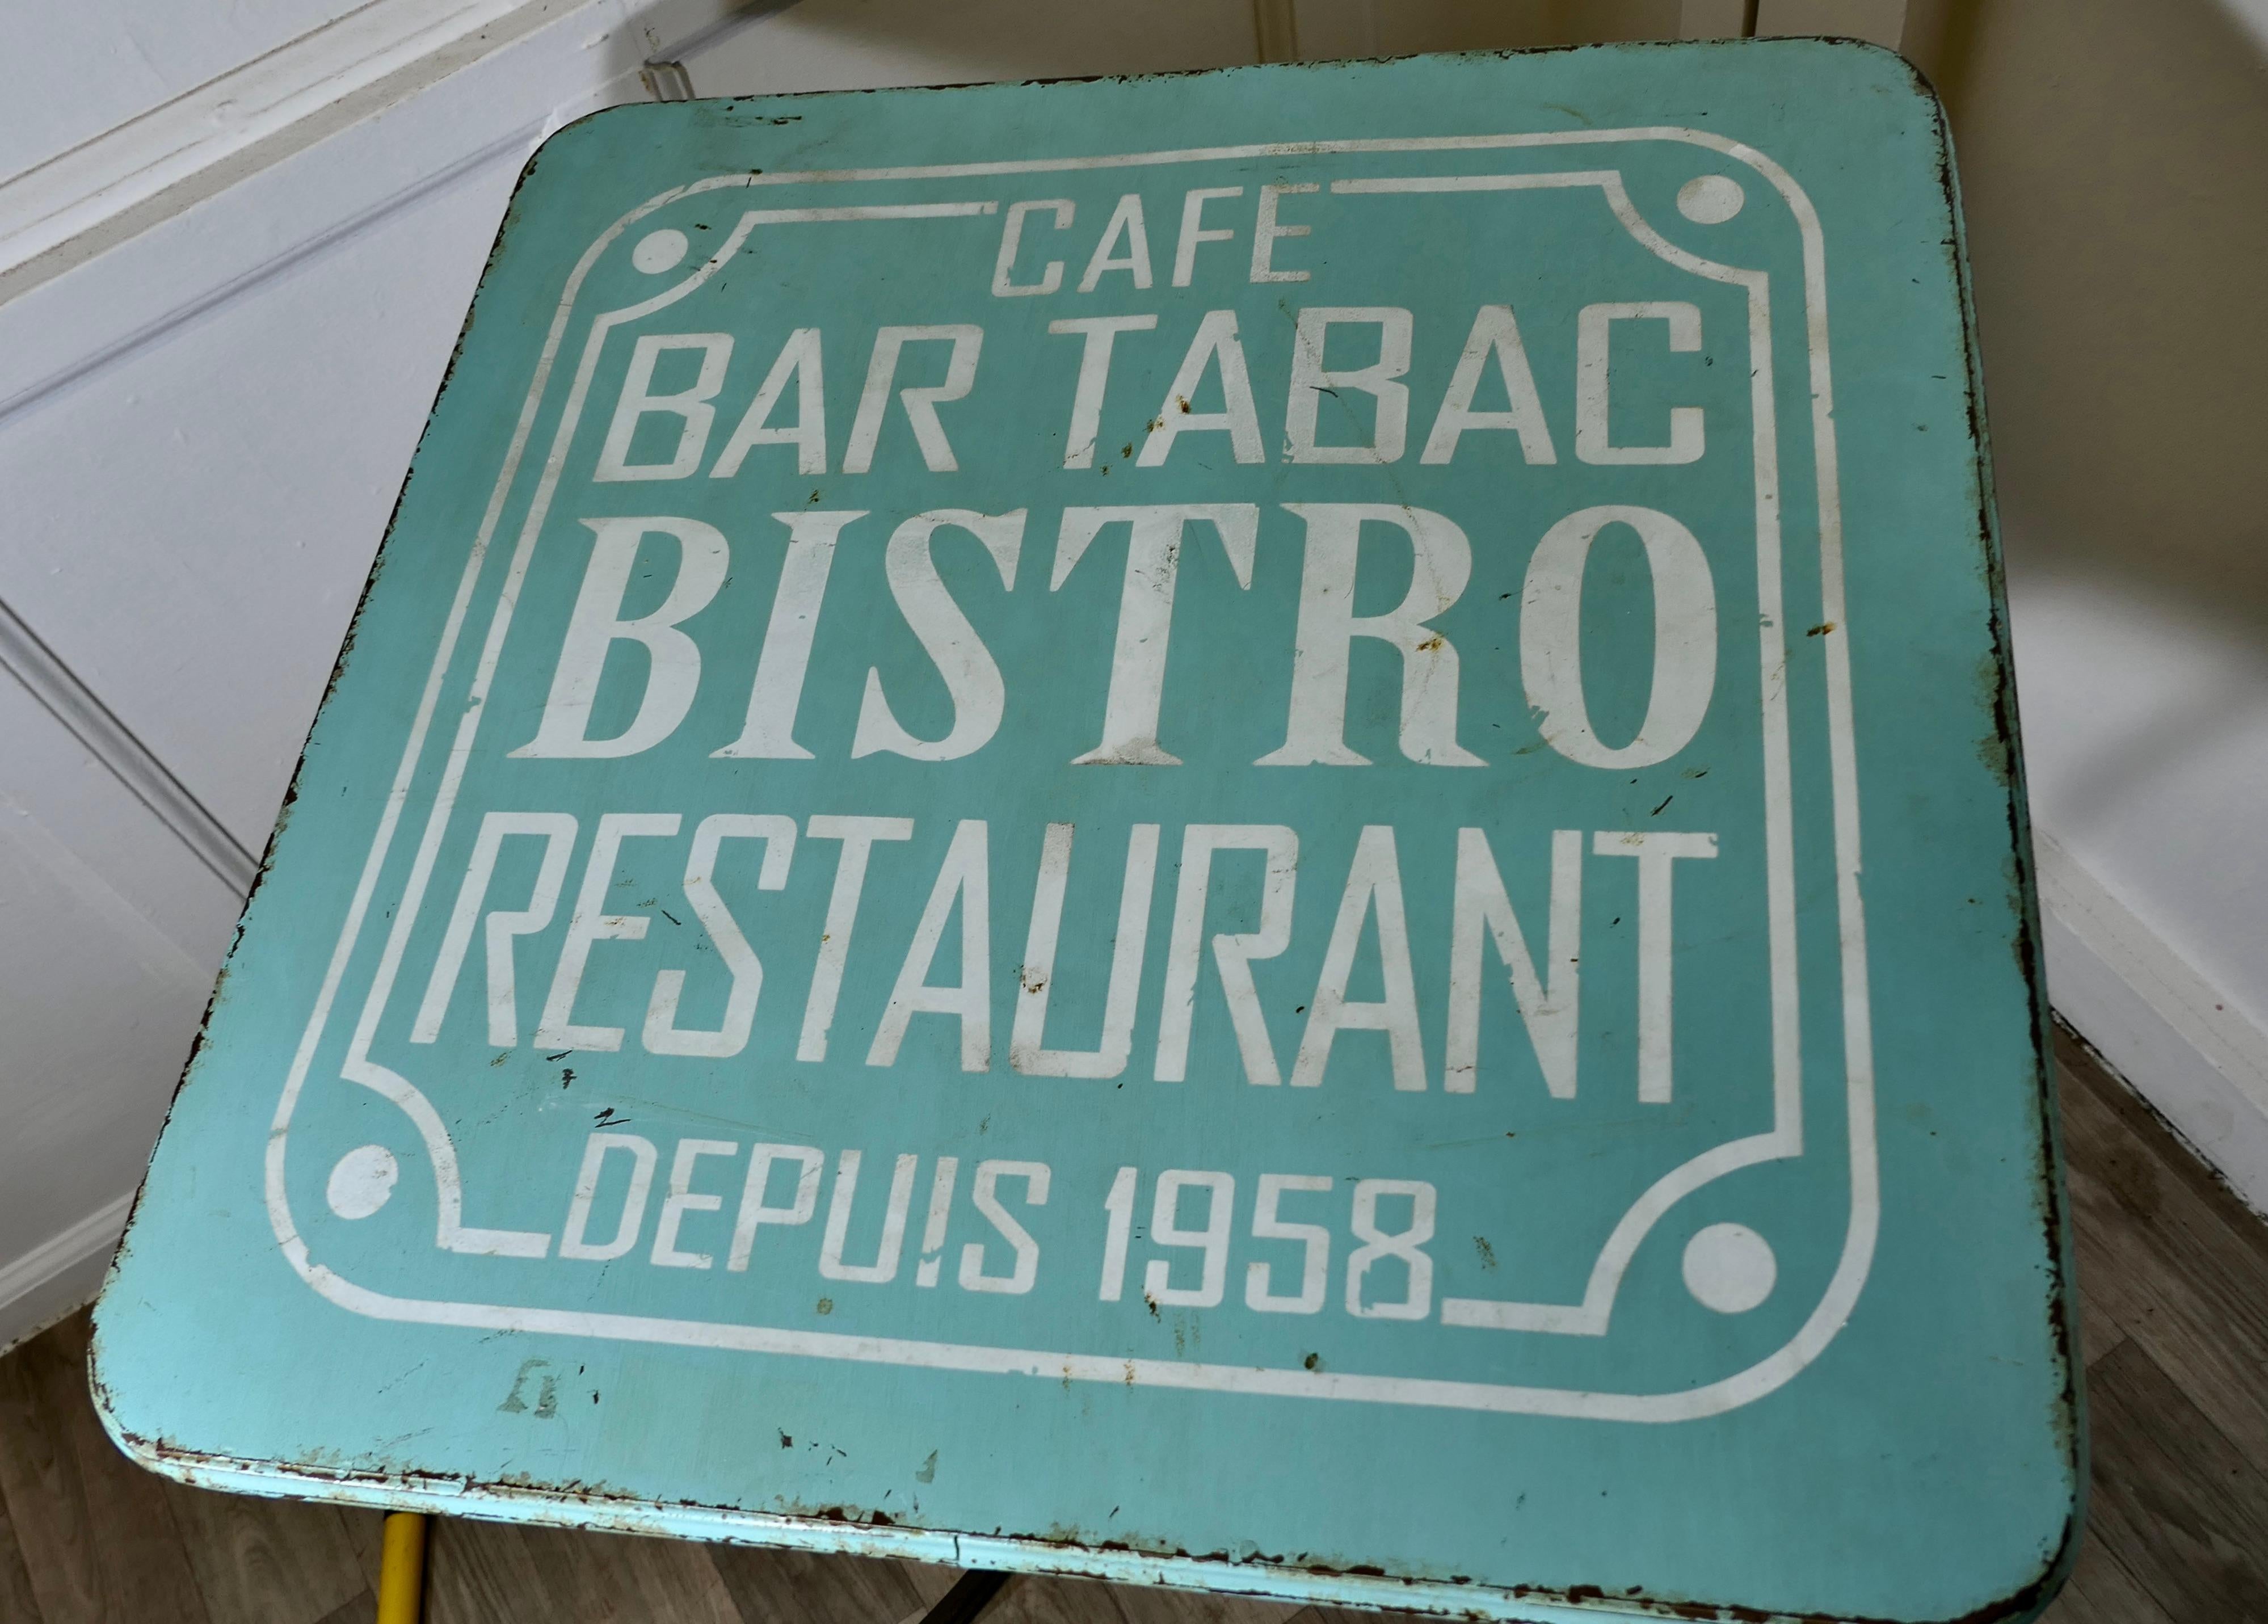 CAFE
BAR TABAC
BISTRO
RESTAURANT
DEPUIS 1958